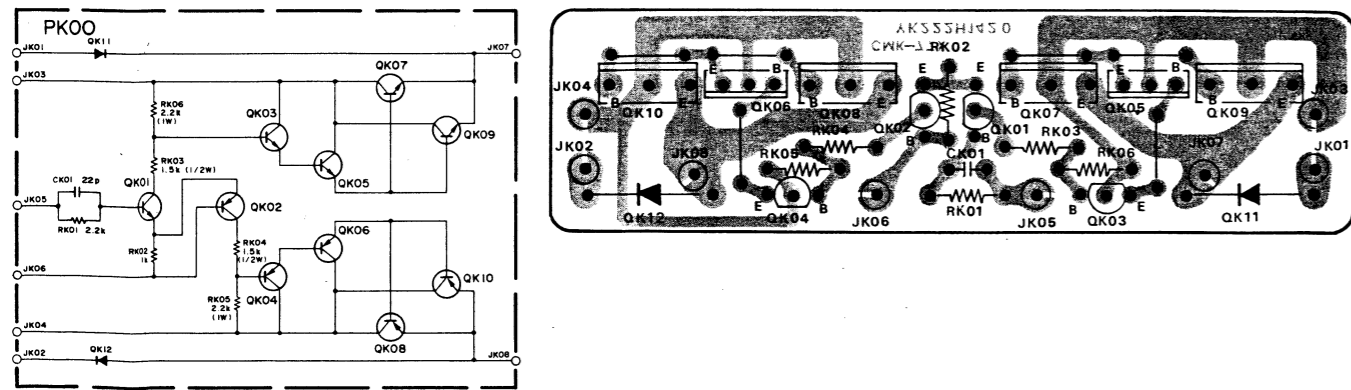 PK00
JK01 QK11 JK07
JK03
QK07
RK06
2.2k
(1W)
QK03
QK09
RK03
1.5k (1/2W)
CK01 22p
QK01
QK05
JK05
QK02
RK01 2.2k
RK02
1k
RK04
1.5k
(1/2W)
QK06
JK06
QK04
QK10
RK05
2.2k
(1W)
JK04
QK08
JK02 QK12 JK08
YK222H1420
RK02
E B E E E B
JK04 JK03
B E B E B E B E
QK10 QK06 QK08 QK07 QK05 QK09
QK02 QK01
RK04 B B RK03
JK02 JK08 RK05 CK01 RK06 JK07 JK01
E B B E
QK12 QK04 JK06 RK01 JK05 QK03 QK11